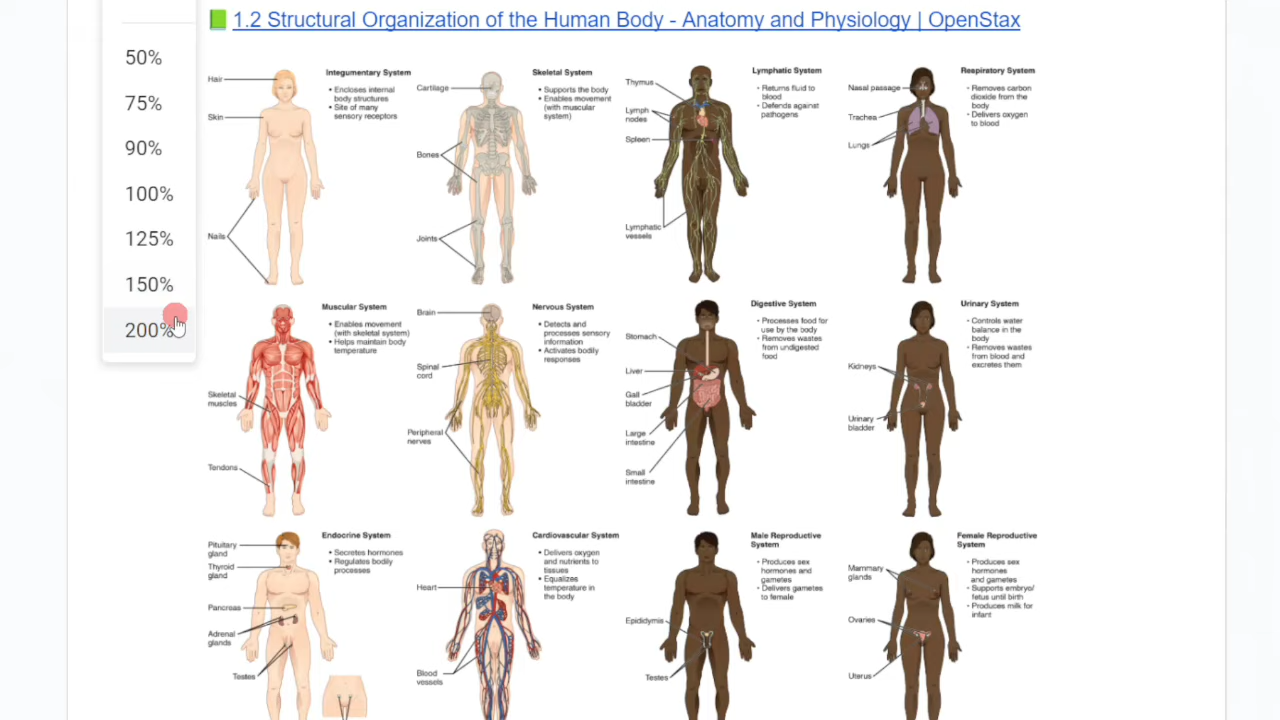 1.2 Structural Organization of the Human Body - Anatomy and Physiology | OpenStax
50%
75%
90%
100%
125%
150%
200%
Hair
Skin
Nails
Integumentary System
• Encloses internal
body structures
• Site of many
sensory receptors
Cartilage
Bones
Joints
Skeletal System
• Supports the body
• Enables movement
(with muscular
system)
Thymus
Lymph
nodes
Spleen
Lymphatic
vessels
Lymphatic System
• Returns fluid to
blood
• Defends against
pathogens
Nasal passage
Trachea
Lungs
Respiratory System
• Removes carbon
dioxide from the
body
• Delivers oxygen
to blood
Skeletal
muscles
Tendons
Muscular System
• Enables movement
(with skeletal system)
• Helps maintain body
temperature
Brain
Spinal
cord
Peripheral
nerves
Nervous System
• Detects and
processes sensory
information
• Activates bodily
responses
Stomach
Liver
Gall
bladder
Large
intestine
Small
intestine
Digestive System
• Processes food for
use by the body
• Removes wastes
from undigested
food
Kidneys
Urinary
bladder
Urinary System
• Controls water
balance in the
body
• Removes wastes
from blood and
excretes them
Pituitary
gland
Thyroid
gland
Pancreas
Adrenal
glands
Testes
Endocrine System
• Secretes hormones
• Regulates bodily
processes
Heart
Blood
vessels
Cardiovascular System
• Delivers oxygen
and nutrients to
tissues
• Equalizes
temperature in
the body
Epididymis
Testes
Male Reproductive
System
• Produces sex
hormones and
gametes
• Delivers gametes
to female
Mammary
glands
Ovaries
Uterus
Female Reproductive
System
• Produces sex
hormones
and gametes
• Supports embryo/
fetus until birth
• Produces milk for
infant